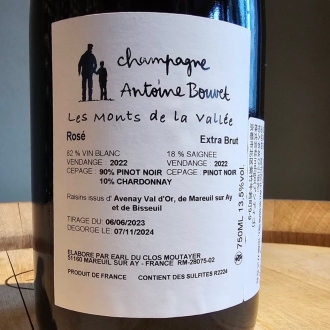 champagne
Antoine Bouvet
Les Monts de la Vallée
Rosé Extra Brut
82 % VIN BLANC 18 % SAIGNEE
VENDANGE : 2022 VENDANGE : 2022
CEPAGE : 90% PINOT NOIR CEPAGE : PINOT NOIR
10% CHARDONNAY
Raisins issus d' Avenay Val d'Or, de Mareuil sur Ay
et de Bisseuil
TIRAGE DU : 06/06/2023
DEGORGE LE : 07/11/2024
ELABORE PAR EARL DU CLOS MOUTAYER
51160 MAREUIL SUR AY - FRANCE RM-28075-02
PRODUIT DE FRANCE CONTIENT DES SULFITES R2224
750ML 13,5%vol.